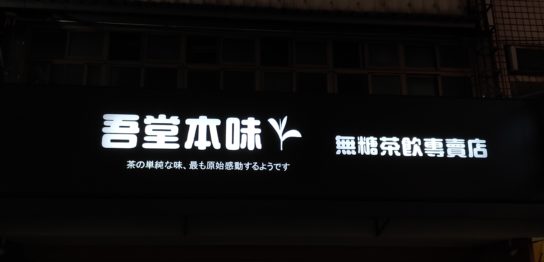 吾堂本味
茶の単純な味、最も原始感動するようです
無糖茶飲專賣店